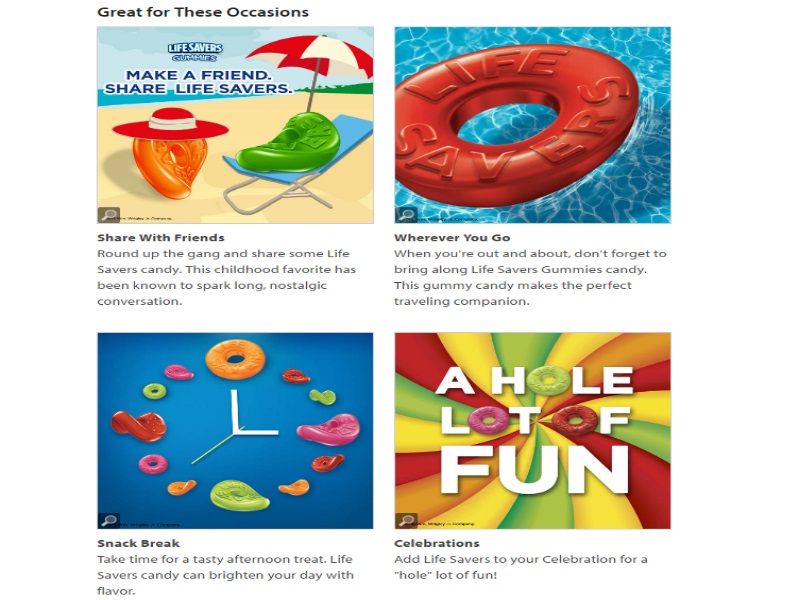 Great for These Occasions
LIFE SAVERS
GUMMIES
MAKE A FRIEND.
SHARE LIFE SAVERS.
LIFE
SAVERS
Share With Friends
Round up the gang and share some Life
Savers candy. This childhood favorite has
been known to spark long, nostalgic
conversation.
Wherever You Go
When you're out and about, don't forget to
bring along Life Savers Gummies candy.
This gummy candy makes the perfect
traveling companion.
A HOLE
LOT OF
FUN
Snack Break
Take time for a tasty afternoon treat. Life
Savers candy can brighten your day with
flavor.
Celebrations
Add Life Savers to your Celebration for a
"hole" lot of fun!